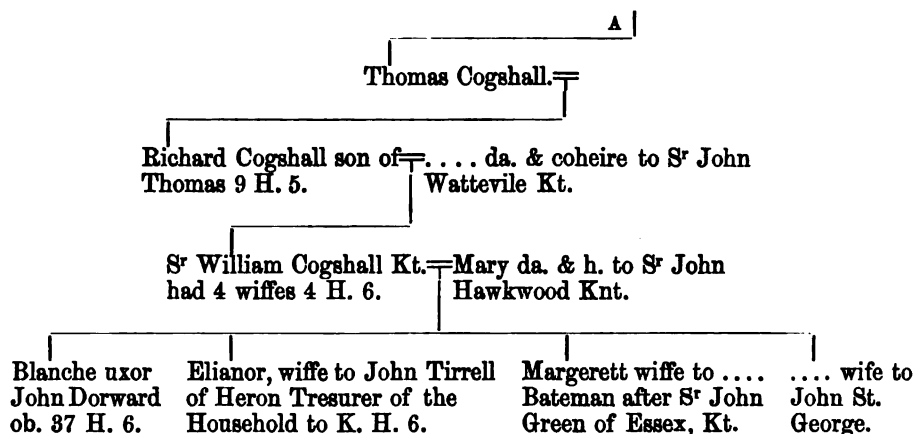 A
Thomas Cogshall.
Richard Cogshall son of .... da. & coheire to Sr John
Thomas 9 H. 5. Wattevile Kt.
Sr William Cogshall Kt. Mary da. & h. to Sr John
had 4 wiffes 4 H. 6. Hawkwood Knt.
Blanche uxor
John Dorward
ob. 37 H. 6.
Elianor, wiffe to John Tirrell
of Heron Tresurer of the
Household to K. H. 6.
Margerett wiffe to ....
Bateman after Sr John
Green of Essex, Kt.
.... wife to
John St.
George.